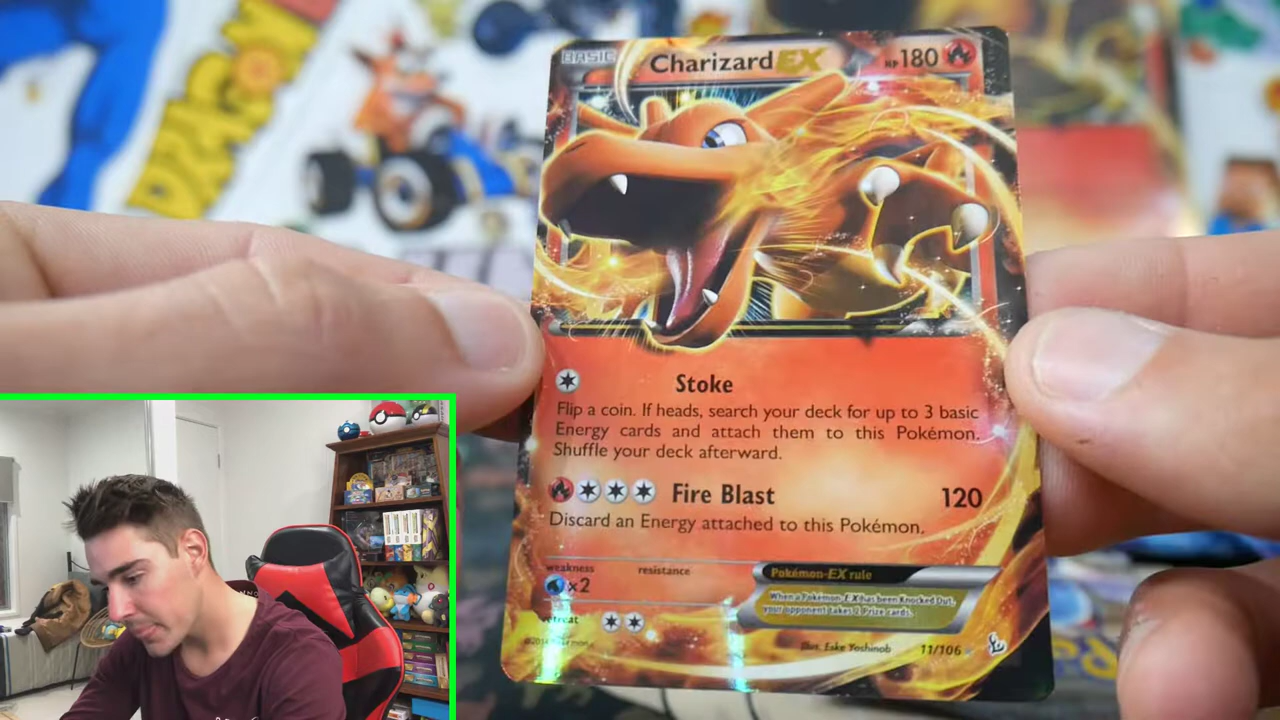 BASIC Charizard EX HP180
Stoke
Flip a coin. If heads, search your deck for up to 3 basic
Energy cards and attach them to this Pokémon.
Shuffle your deck afterward.
Fire Blast 120
Discard an Energy attached to this Pokémon.
weakness resistance
×2
Pokémon-EX rule
When a Pokémon-EX has been Knocked Out,
your opponent takes 2 Prize cards.
retreat
Illus. Eske Yoshinob
11/106